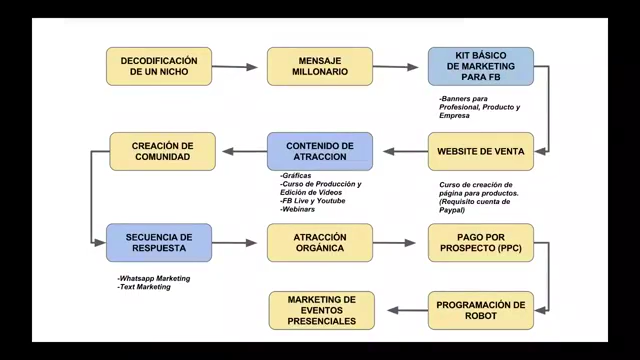 DECODIFICACIÓN
DE UN NICHO
MENSAJE
MILLONARIO
KIT BÁSICO
DE MARKETING
PARA FB
-Banners para
Profesional, Producto y
Empresa
CREACIÓN DE
COMUNIDAD
CONTENIDO DE
ATRACCION
WEBSITE DE VENTA
-Gráficas
-Curso de Producción y
Edición de Videos
-FB Live y Youtube
-Webinars
Curso de creación de
página para productos.
(Requisito cuenta de
Paypal)
SECUENCIA DE
RESPUESTA
ATRACCIÓN
ORGÁNICA
PAGO POR
PROSPECTO (PPC)
-Whatsapp Marketing
-Text Marketing
MARKETING DE
EVENTOS
PRESENCIALES
PROGRAMACIÓN DE
ROBOT